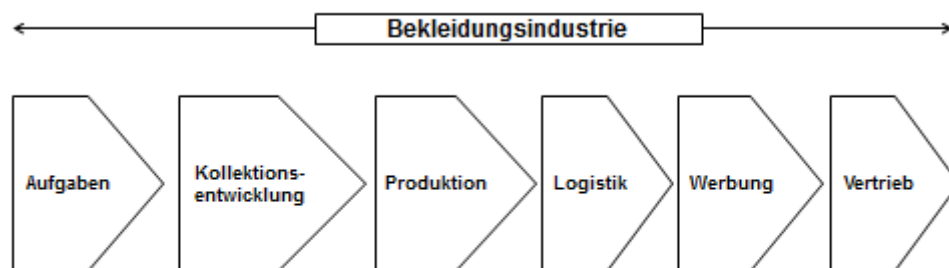 Bekleidungsindustrie
Aufgaben
Kollektions-
entwicklung
Produktion
Logistik
Werbung
Vertrieb